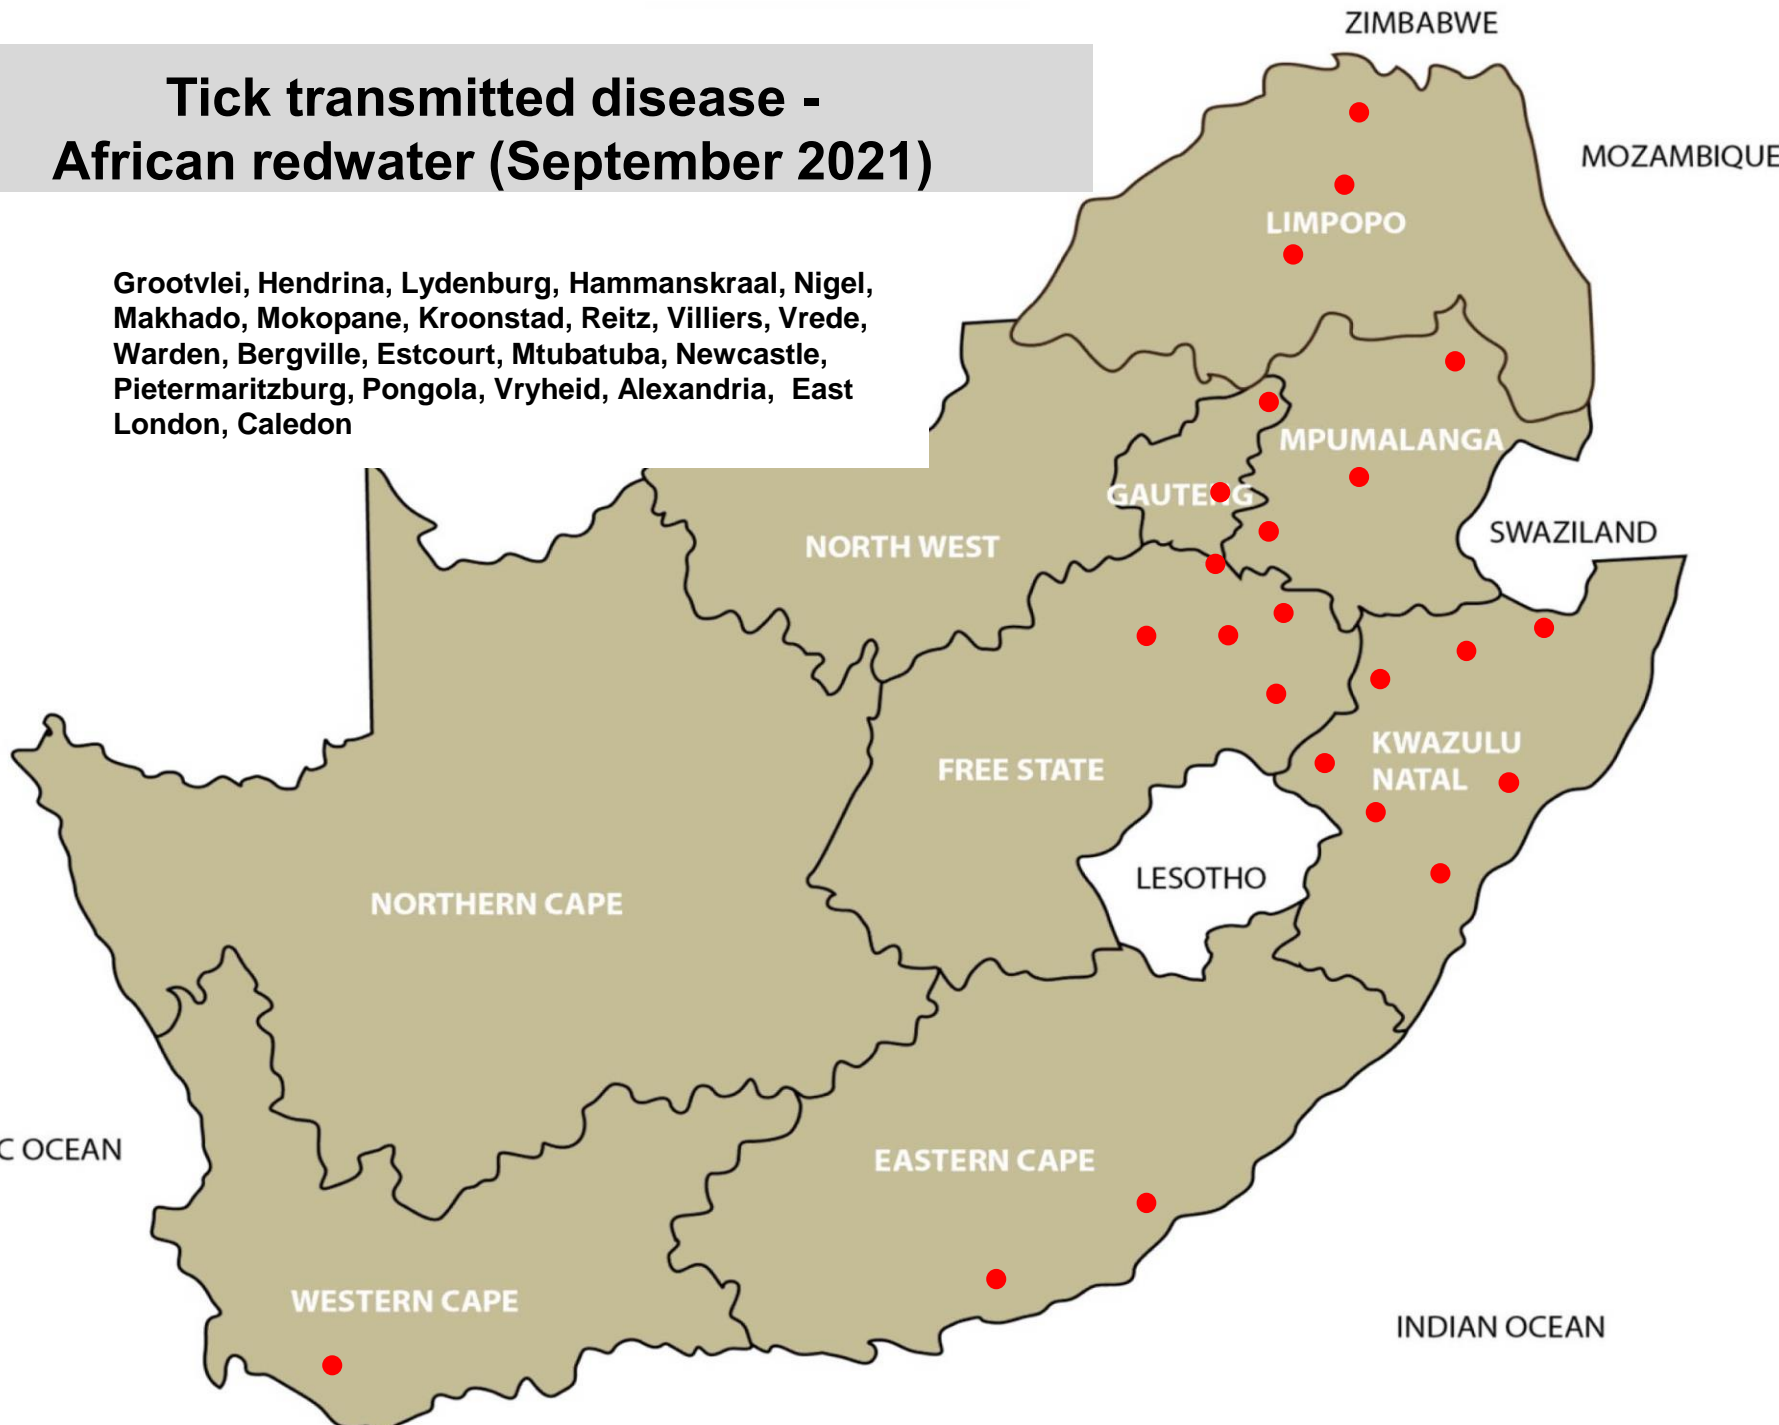 ZIMBABWE
Tick transmitted disease -
African redwater (September 2021)
MOZAMBIQUE
LIMPOPO
Grootvlei, Hendrina, Lydenburg, Hammanskraal, Nigel,
Makhado, Mokopane, Kroonstad, Reitz, Villiers, Vrede,
Warden, Bergville, Estcourt, Mtubatuba, Newcastle,
Pietermaritzburg, Pongola, Vryheid, Alexandria, East
London, Caledon
MPUMALANGA
GAUTENG
SWAZILAND
NORTH WEST
KWAZULU
NATAL
FREE STATE
LESOTHO
NORTHERN CAPE
C OCEAN
EASTERN CAPE
WESTERN CAPE
INDIAN OCEAN